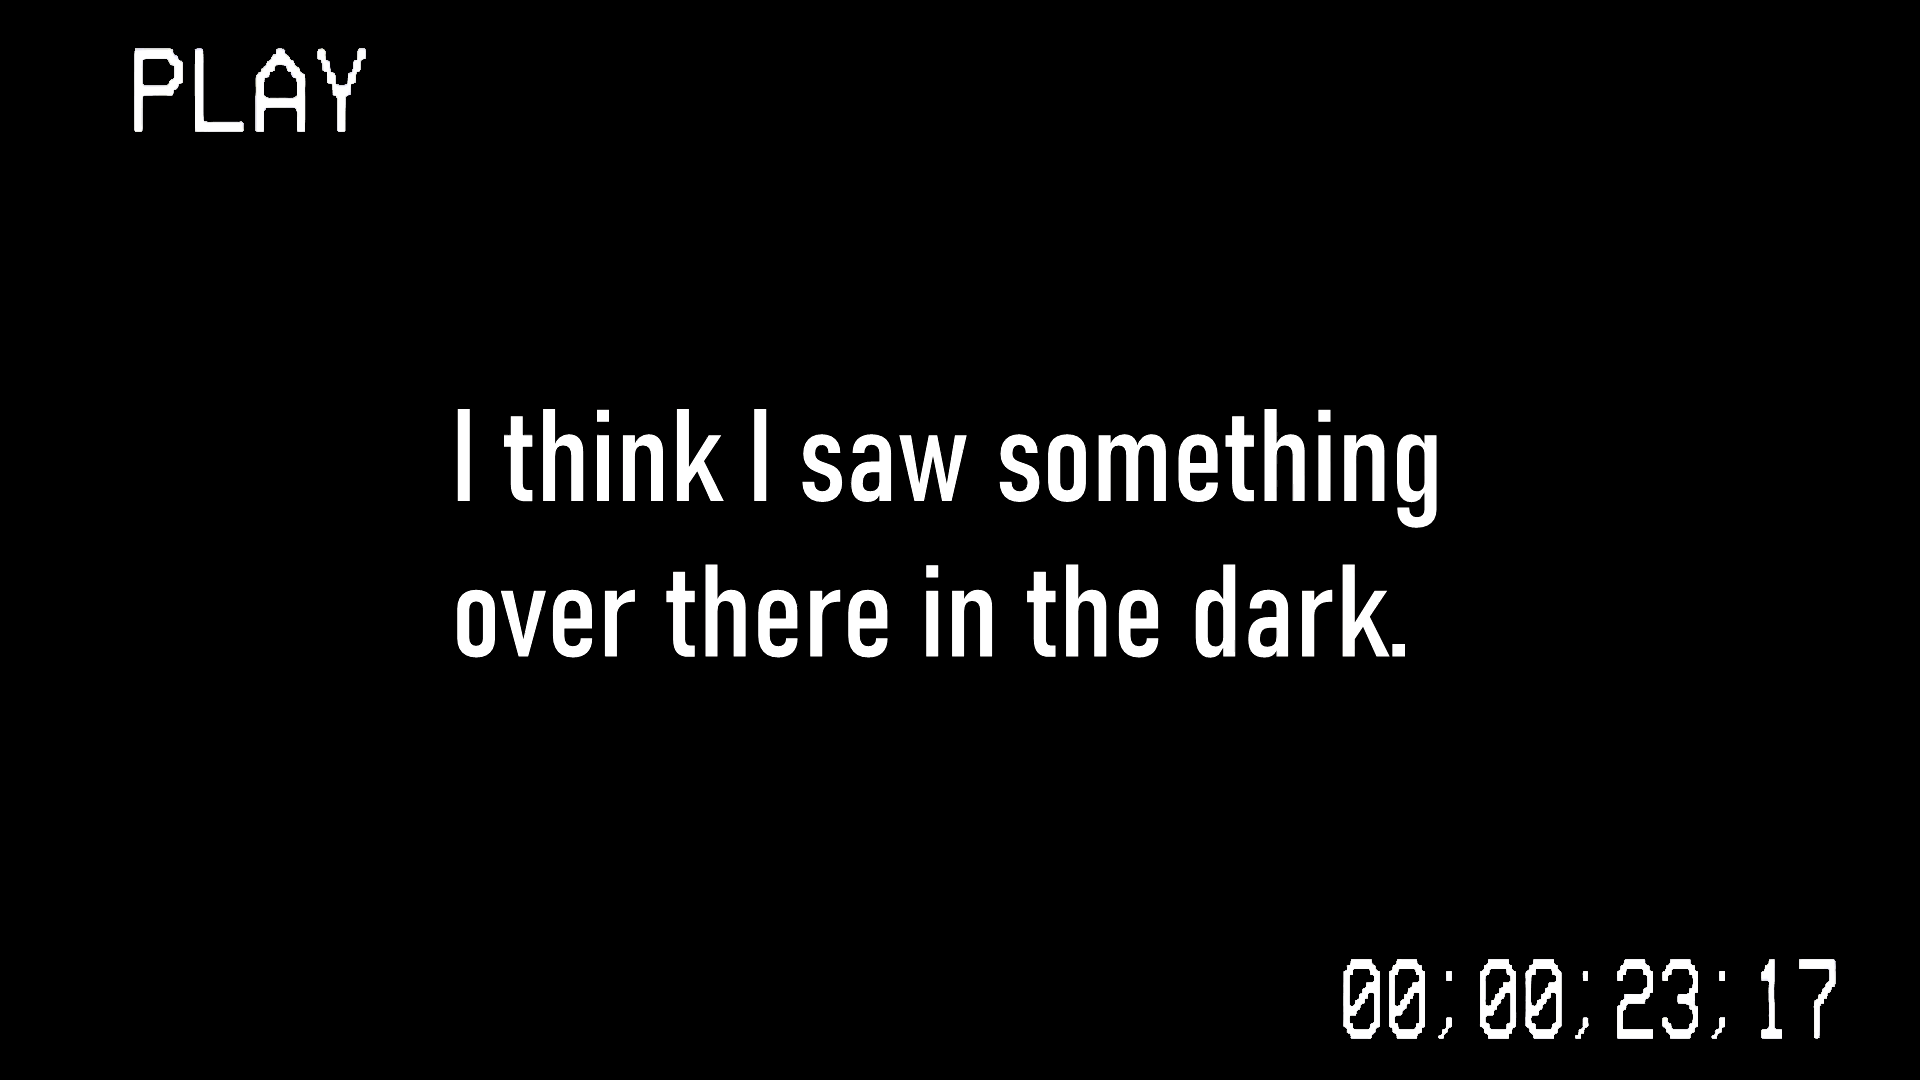 PLAY
I think I saw something
over there in the dark.
00;00;23;17